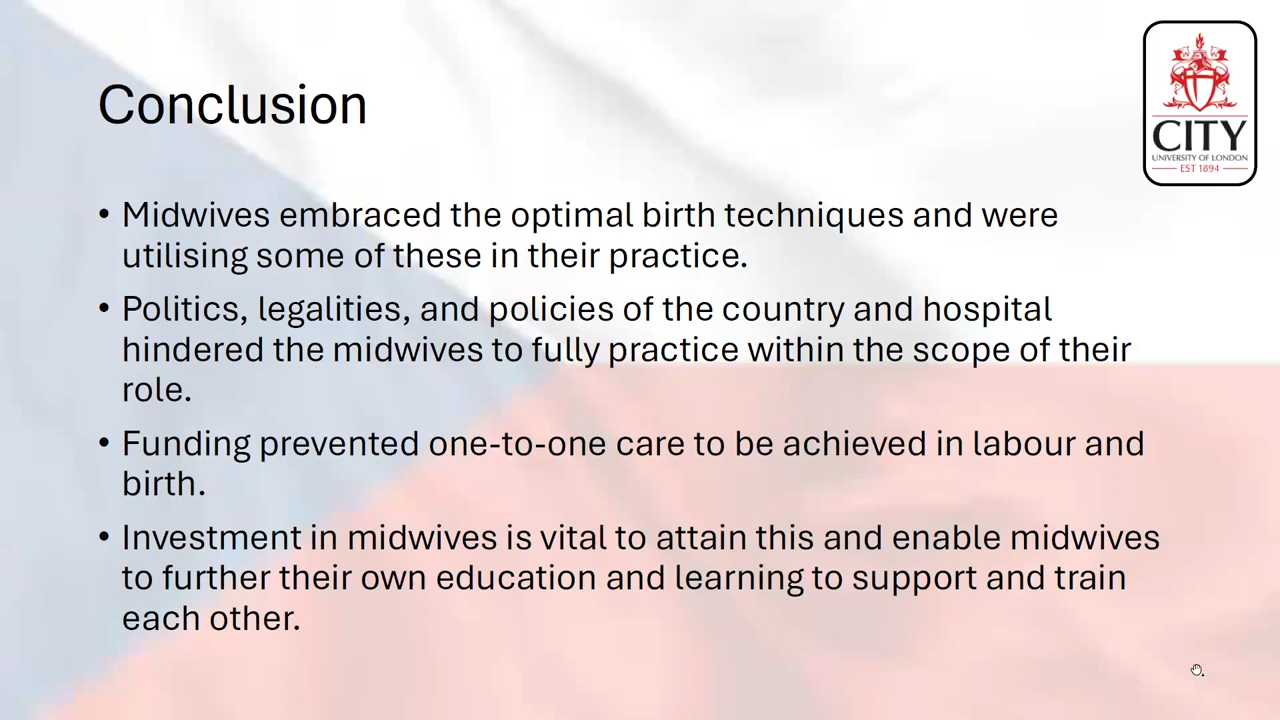 CITY
UNIVERSITY OF LONDON
EST 1894
Conclusion
• Midwives embraced the optimal birth techniques and were
utilising some of these in their practice.
• Politics, legalities, and policies of the country and hospital
hindered the midwives to fully practice within the scope of their
role.
• Funding prevented one-to-one care to be achieved in labour and
birth.
• Investment in midwives is vital to attain this and enable midwives
to further their own education and learning to support and train
each other.